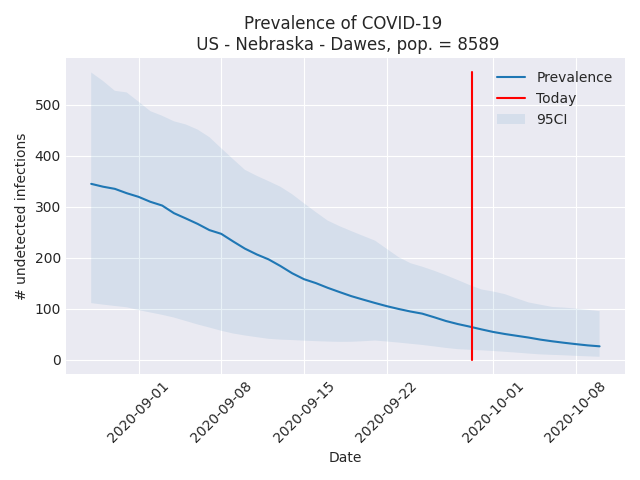 Prevalence of COVID-19
US - Nebraska - Dawes, pop. = 8589
Prevalence
Today
95CI
500
400
300
200
100
0
# undetected infections
2020-09-01
2020-09-08
2020-09-15
2020-09-22
2020-10-01
2020-10-08
Date